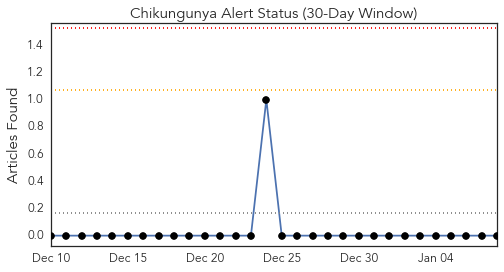 Chikungunya Alert Status (30-Day Window)
Articles Found
1.4
1.2
1.0
0.8
0.6
0.4
0.2
0.0
Dec 10 Dec 15 Dec 20 Dec 25 Dec 30 Jan 04